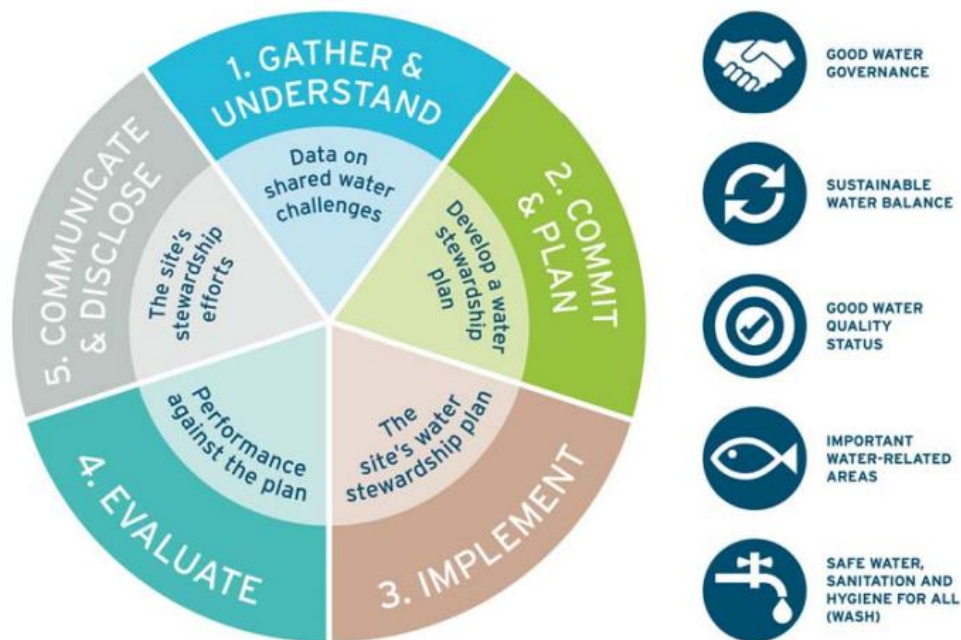 1. GATHER &
UNDERSTAND
Data on
shared water
challenges
2. COMMIT
& PLAN
Develop a water
stewardship
plan
3. IMPLEMENT
The
site's water
stewardship plan
4. EVALUATE
Performance
against the plan
5. COMMUNICATE
& DISCLOSE
The site's
stewardship
efforts
GOOD WATER
GOVERNANCE
SUSTAINABLE
WATER BALANCE
GOOD WATER
QUALITY
STATUS
IMPORTANT
WATER-RELATED
AREAS
SAFE WATER,
SANITATION AND
HYGIENE FOR ALL
(WASH)